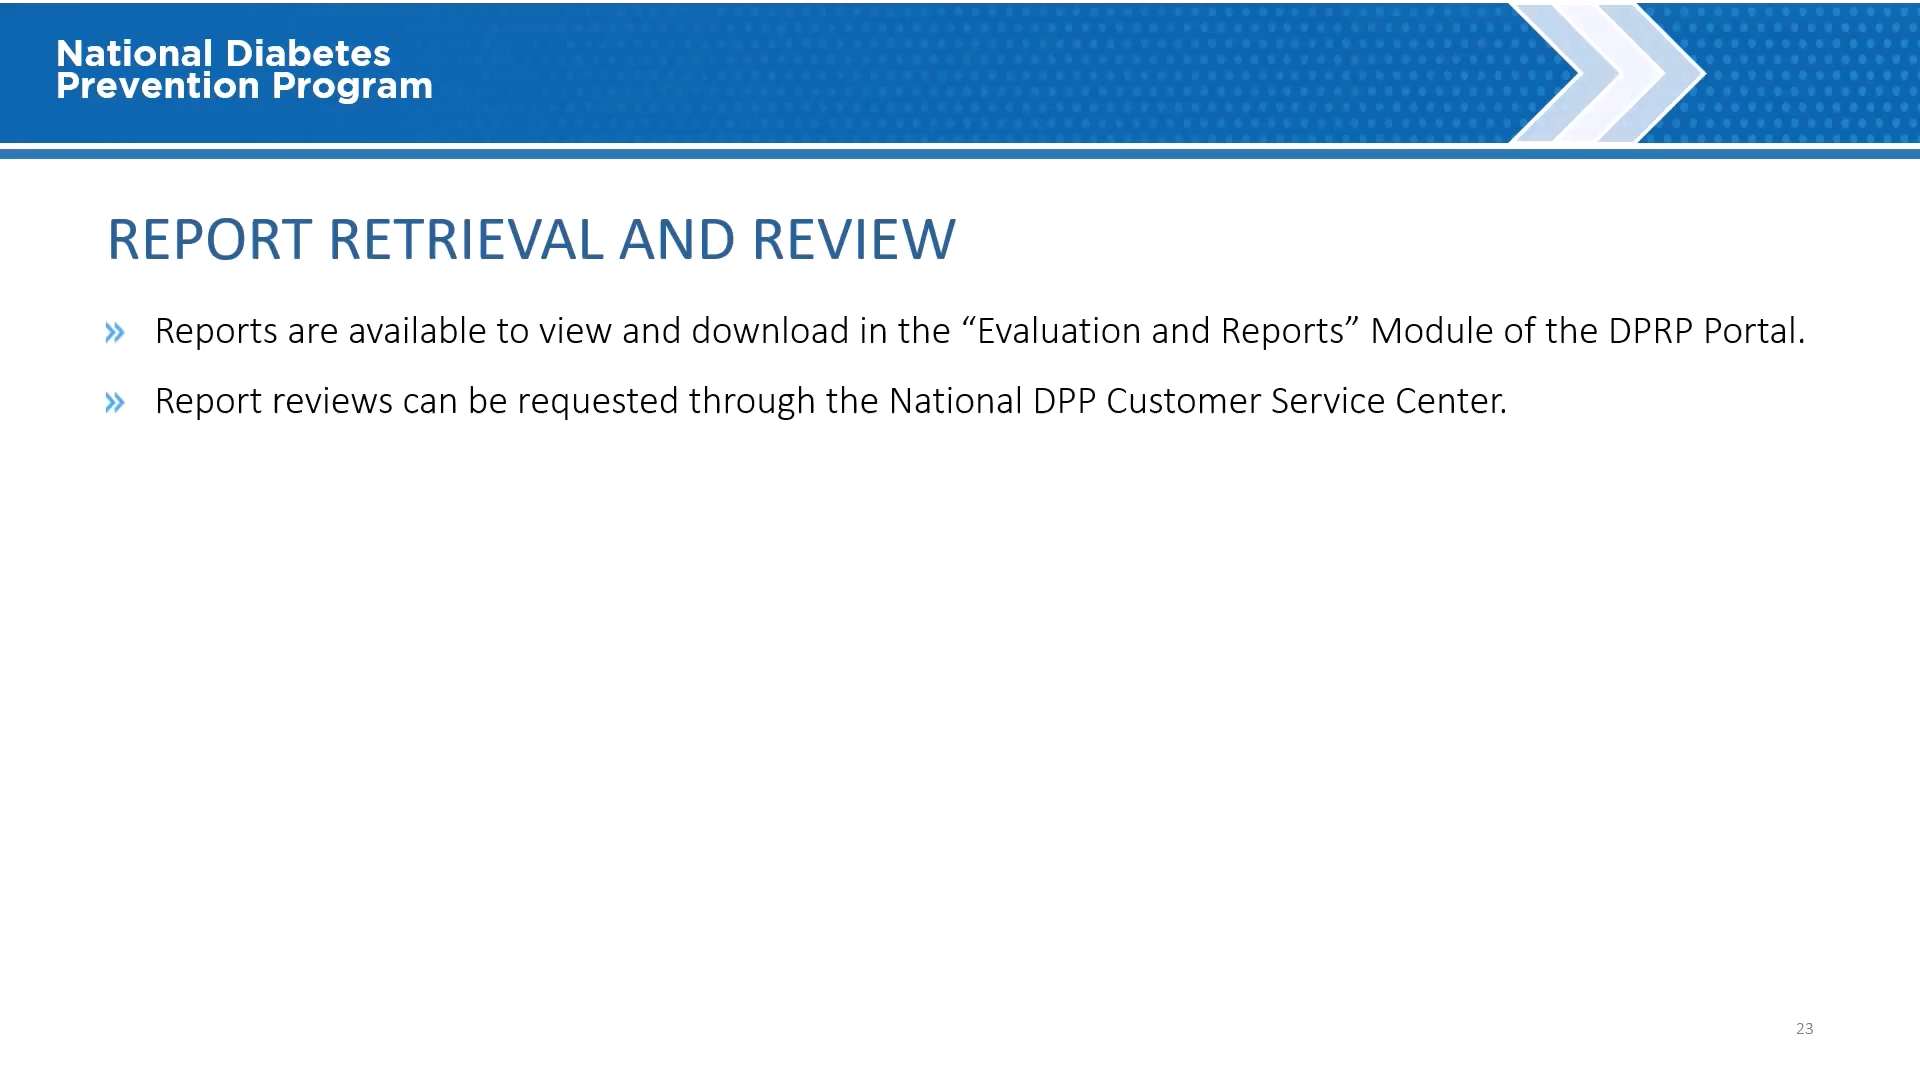 National Diabetes
Prevention Program
REPORT RETRIEVAL AND REVIEW
» Reports are available to view and download in the “Evaluation and Reports” Module of the DPRP Portal.
» Report reviews can be requested through the National DPP Customer Service Center.
23